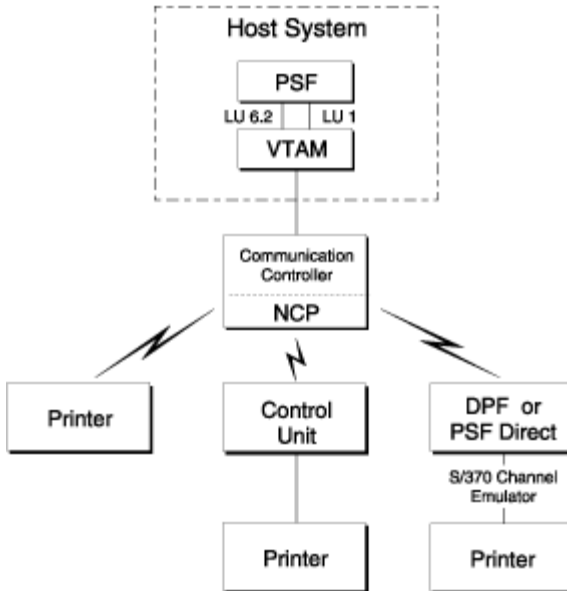 Host System
PSF
LU 6.2 LU 1
VTAM
Communication
Controller
NCP
Printer
Control
Unit
DPF or
PSF Direct
S/370 Channel
Emulator
Printer
Printer